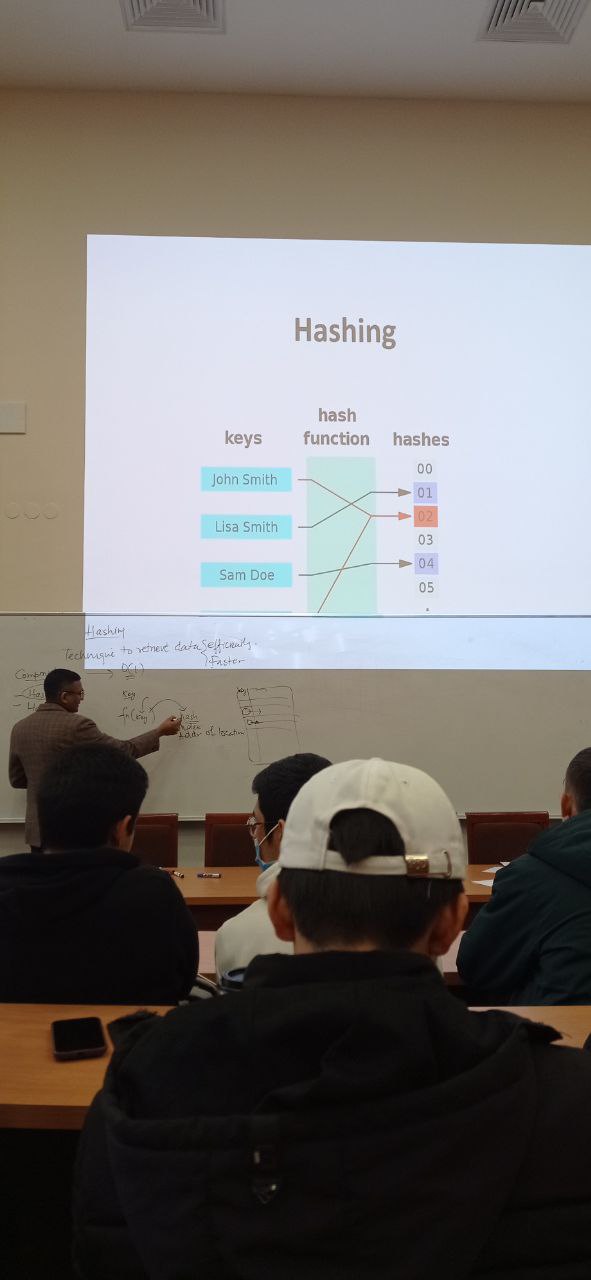 Hashing
hash
keys function hashes
00
John Smith
01
02
Lisa Smith
03
Sam Doe 04
05
Hashing
Technique to retrieve data efficiently.
Faster
O(1)
Key
fn(key) hash
Addr of location